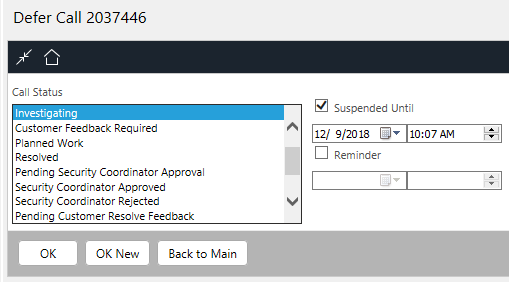 Defer Call 2037446
Call Status
Investigating
Customer Feedback Required
Planned Work
Resolved
Pending Security Coordinator Approval
Security Coordinator Approved
Security Coordinator Rejected
Pending Customer Resolve Feedback
Suspended Until
12/ 9/2018 10:07 AM
Reminder
OK
OK New
Back to Main